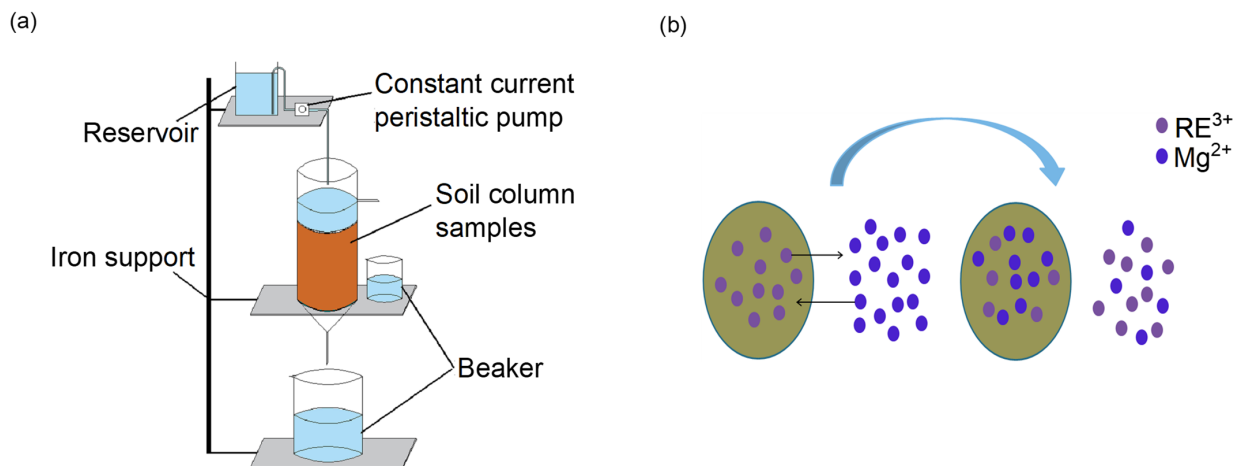 (a)
Reservoir
Constant current
peristaltic pump
Soil column
samples
Iron support
Beaker
(b)
RE³⁺
Mg²⁺